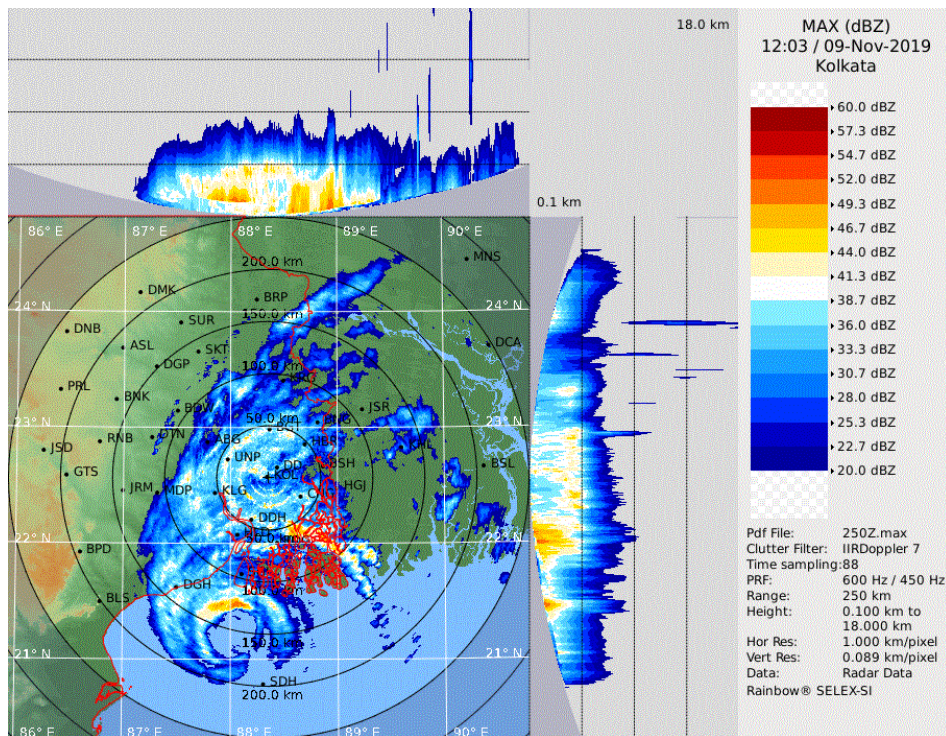 18.0 km
0.1 km
MAX (dBZ)
12:03 / 09-Nov-2019
Kolkata
60.0 dBZ
57.3 dBZ
54.7 dBZ
52.0 dBZ
49.3 dBZ
46.7 dBZ
44.0 dBZ
41.3 dBZ
38.7 dBZ
36.0 dBZ
33.3 dBZ
30.7 dBZ
28.0 dBZ
25.3 dBZ
22.7 dBZ
20.0 dBZ
86°E 87°E 88°E 89°E 90°E
MNS
200.0 km
DMK
BRP
24°N 24°N
150.0 km
SUR
DNB
DCA
ASL
SKT
DGP
100.0 km
PRL
BNK
JSR
50.0 km
23°N 23°N
RNB
JSD
UNP
BSH
BSL
GTS
KOL
HGJ
JRM
MDP
KLG
DDH
22°N 22°N
BPD
DGH
BLS
150.0 km
21°N 21°N
SDH
200.0 km
86°E 87°E 88°E 89°E 90°E
Pdf File: 250Z.max
Clutter Filter: IIRDoppler 7
Time sampling:88
PRF: 600 Hz / 450 Hz
Range: 250 km
Height: 0.100 km to
18.000 km
Hor Res: 1.000 km/pixel
Vert Res: 0.089 km/pixel
Data: Radar Data
Rainbow® SELEX-SI